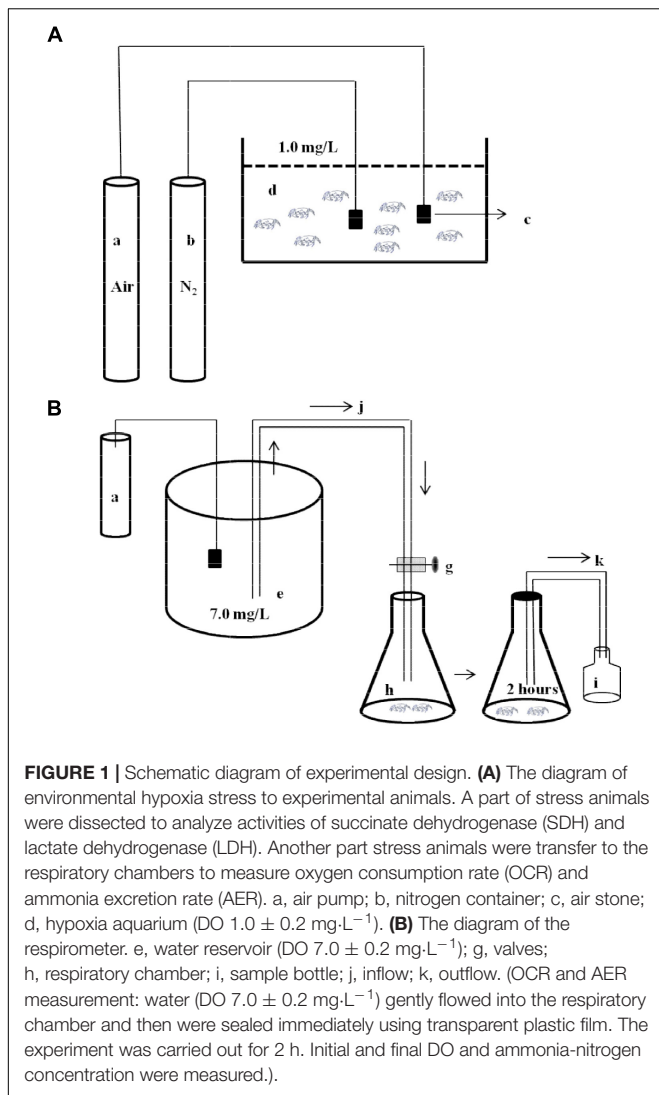 A
1.0 mg/L
d
a
b
c
Air
N₂
B
j
a
g
k
e
7.0 mg/L
h
2 hours
i
FIGURE 1 | Schematic diagram of experimental design. (A) The diagram of
environmental hypoxia stress to experimental animals. A part of stress animals
were dissected to analyze activities of succinate dehydrogenase (SDH) and
lactate dehydrogenase (LDH). Another part stress animals were transfer to the
respiratory chambers to measure oxygen consumption rate (OCR) and
ammonia excretion rate (AER). a, air pump; b, nitrogen container; c, air stone;
d, hypoxia aquarium (DO 1.0 ± 0.2 mg·L⁻¹). (B) The diagram of the
respirometer. e, water reservoir (DO 7.0 ± 0.2 mg·L⁻¹); g, valves;
h, respiratory chamber; i, sample bottle; j, inflow; k, outflow. (OCR and AER
measurement: water (DO 7.0 ± 0.2 mg·L⁻¹) gently flowed into the respiratory
chamber and then were sealed immediately using transparent plastic film. The
experiment was carried out for 2 h. Initial and final DO and ammonia-nitrogen
concentration were measured.).